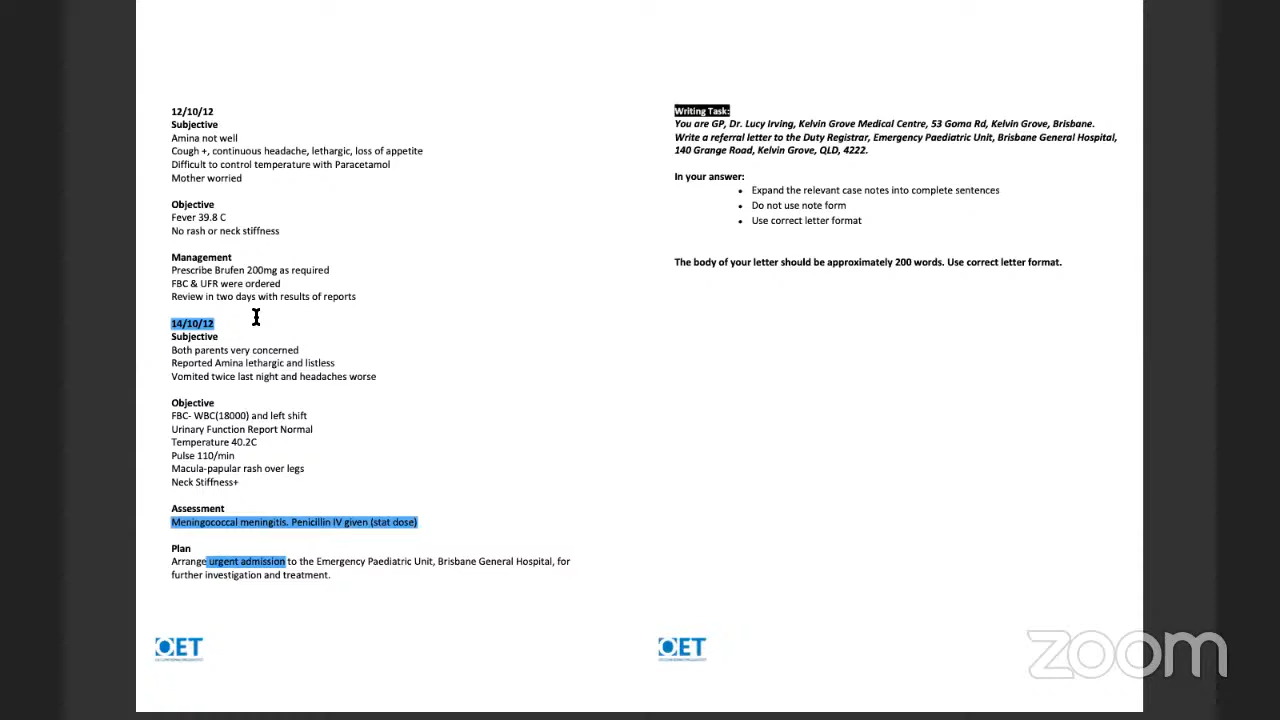 12/10/12
Subjective
Amina not well
Cough +, continuous headache, lethargic, loss of appetite
Difficult to control temperature with Paracetamol
Mother worried
Objective
Fever 39.8 C
No rash or neck stiffness
Management
Prescribe Brufen 200mg as required
FBC & UFR were ordered
Review in two days with results of reports
14/10/12
Subjective
Both parents very concerned
Reported Amina lethargic and listless
Vomited twice last night and headaches worse
Objective
FBC- WBC(18000) and left shift
Urinary Function Report Normal
Temperature 40.2C
Pulse 110/min
Macula-papular rash over legs
Neck Stiffness+
Assessment
Meningococcal meningitis. Penicillin IV given (stat dose)
Plan
Arrange urgent admission to the Emergency Paediatric Unit, Brisbane General Hospital, for
further investigation and treatment.
OET
Writing Task:
You are GP, Dr. Lucy Irving, Kelvin Grove Medical Centre, 53 Goma Rd, Kelvin Grove, Brisbane.
Write a referral letter to the Duty Registrar, Emergency Paediatric Unit, Brisbane General Hospital,
140 Grange Road, Kelvin Grove, QLD, 4222.
In your answer:
• Expand the relevant case notes into complete sentences
• Do not use note form
• Use correct letter format
The body of your letter should be approximately 200 words. Use correct letter format.
OET
zoom